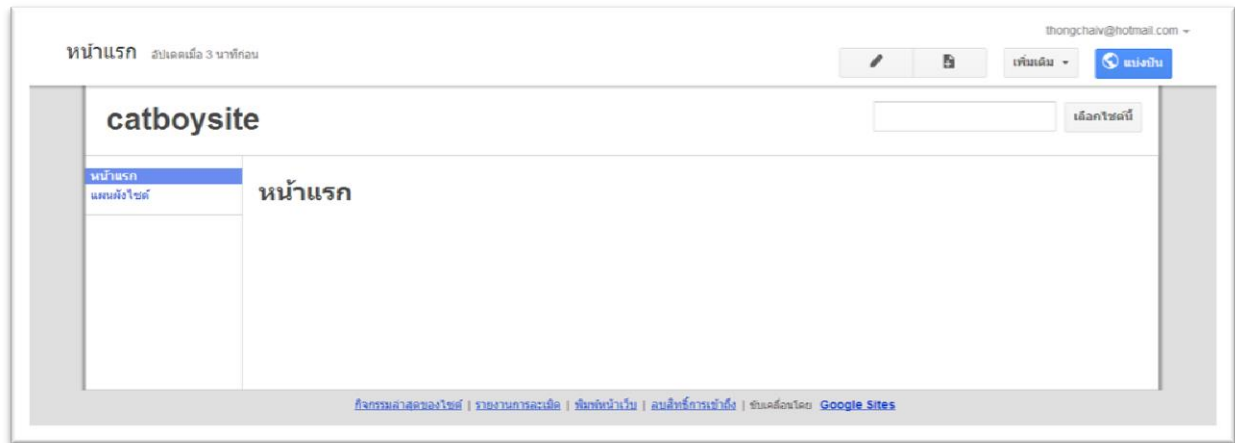 thongchaiv@hotmail.com
หน้าแรก อัปเดตเมื่อ 3 นาทีก่อน
เพิ่มเติม
แบ่งปัน
catboysite
เลือกไซต์นี้
หน้าแรก
แผนผังไซต์
หน้าแรก
กิจกรรมล่าสุดของไซต์ | รายงานการละเมิด | พิมพ์หน้าเว็บ | ลบสิทธิ์การเข้าถึง | ขับเคลื่อนโดย Google Sites